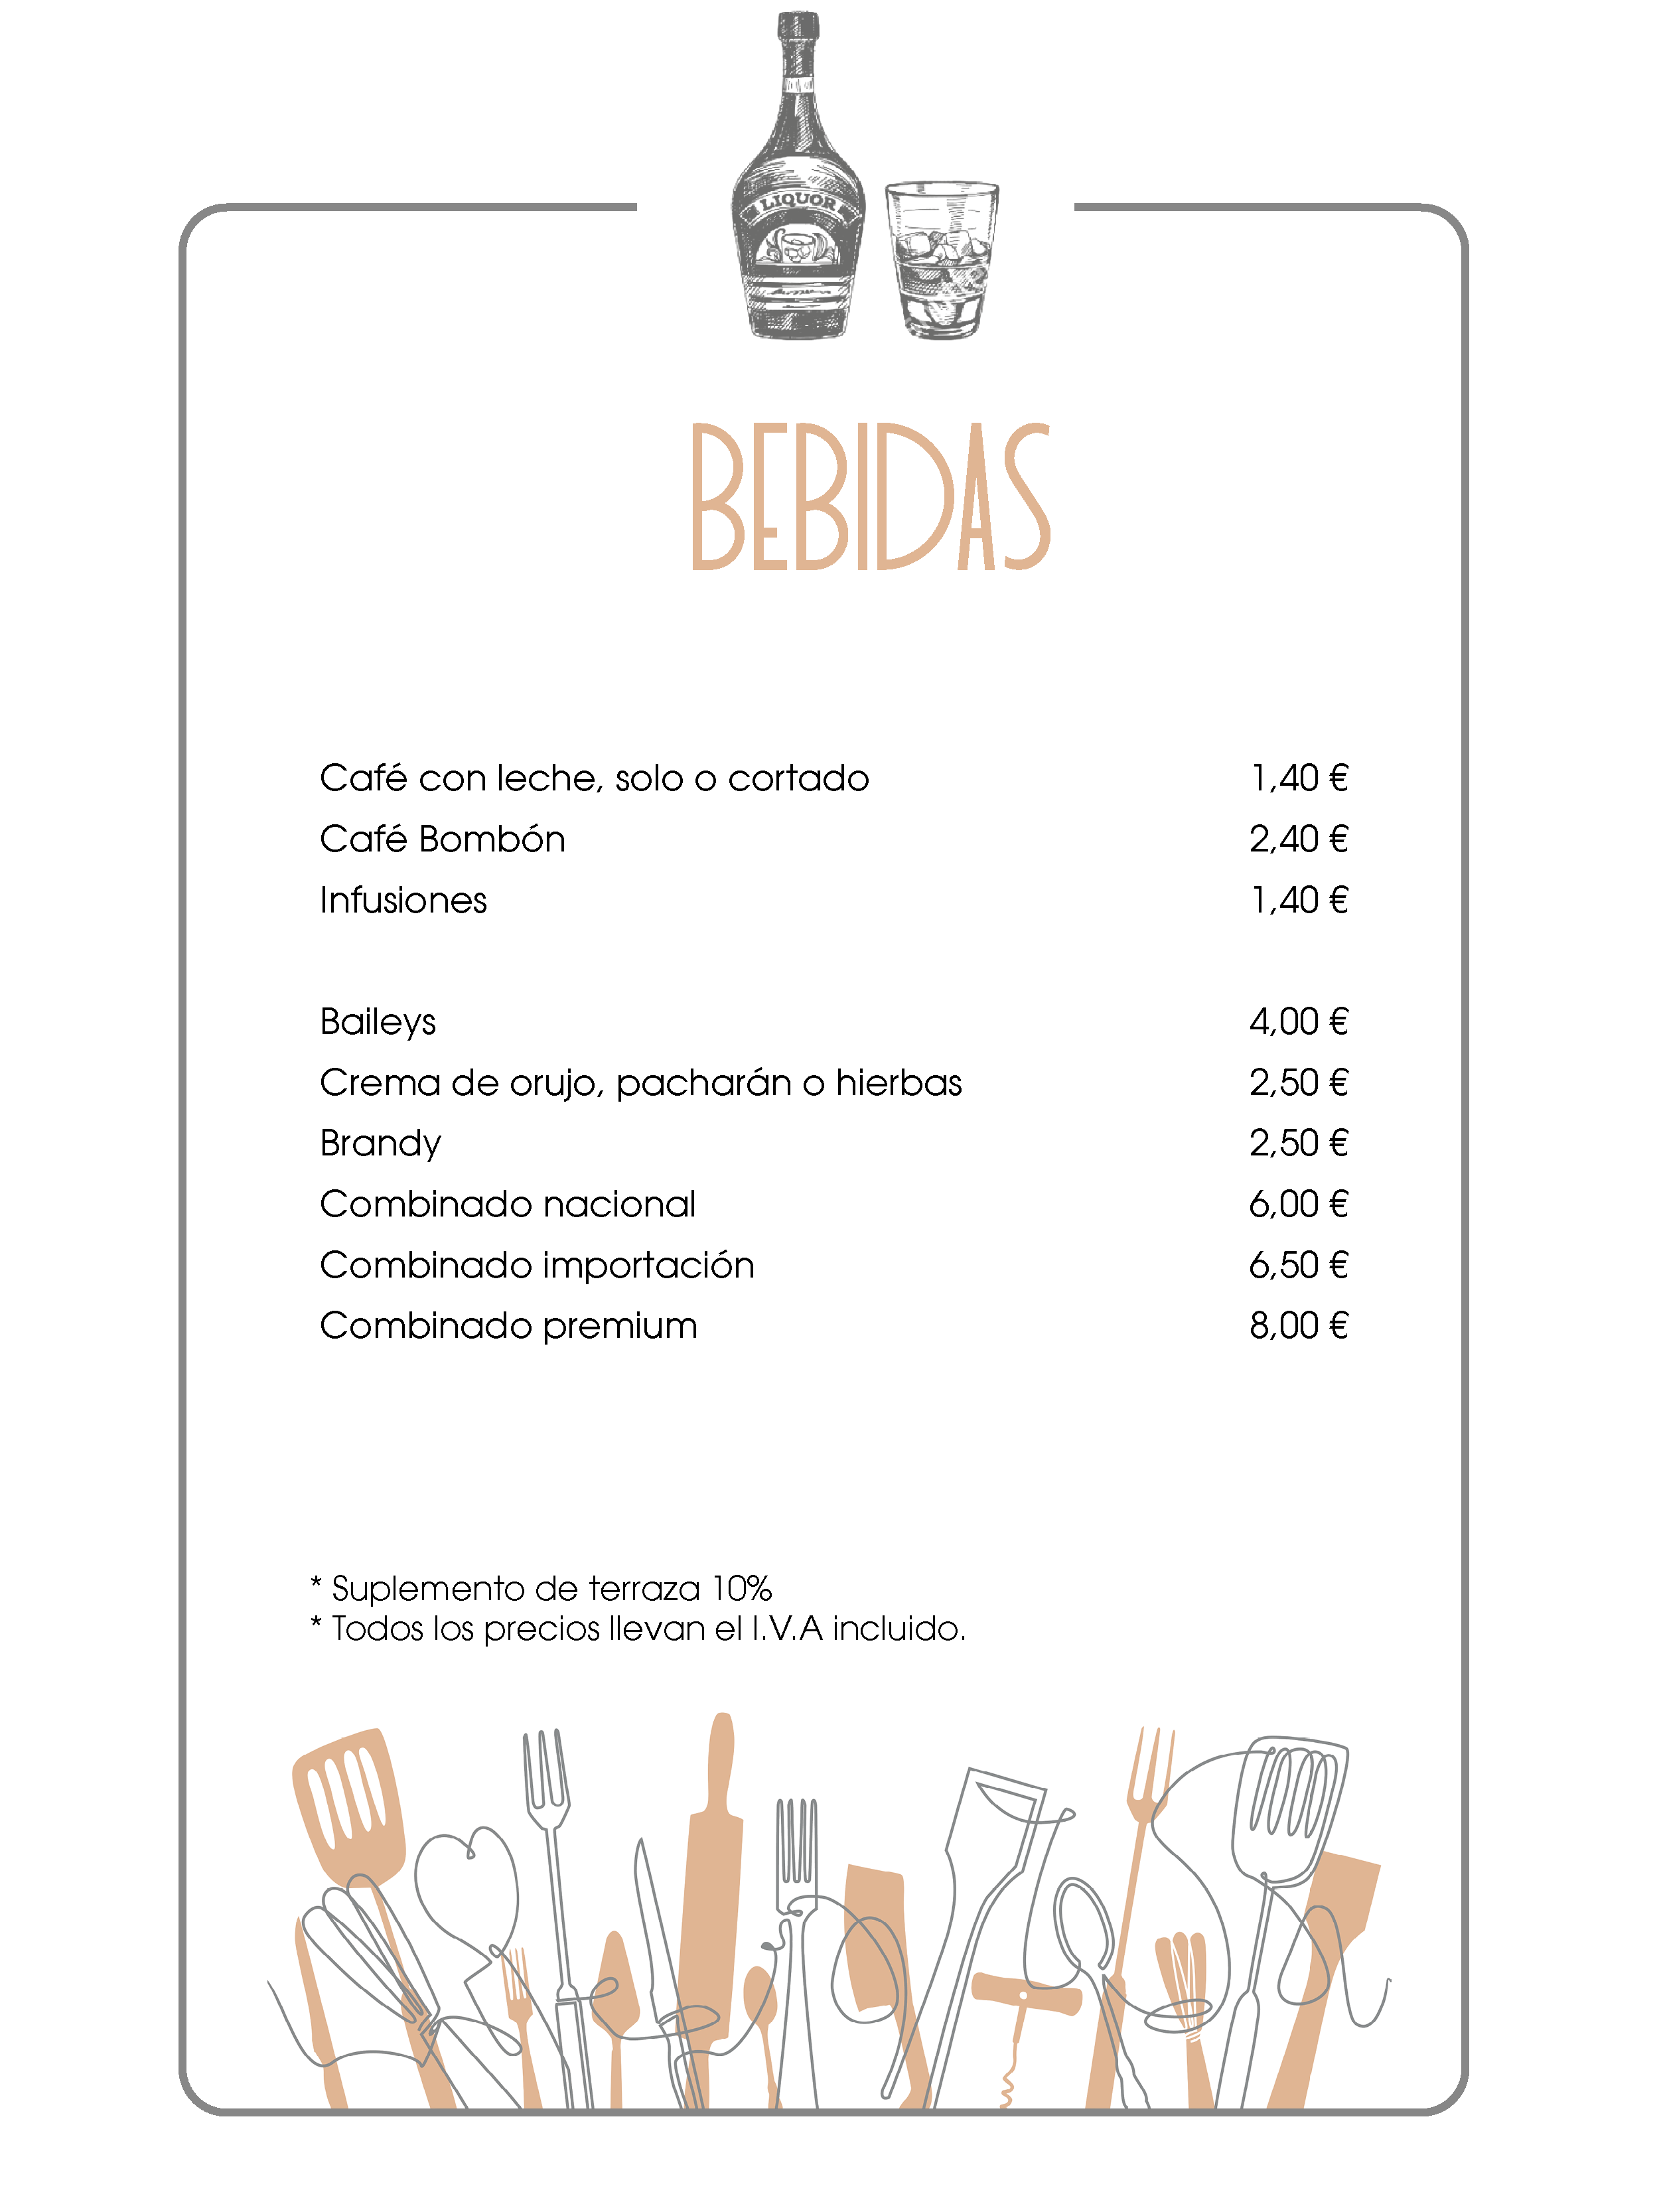 LIQUOR
BEBIDAS
Café con leche, solo o cortado 1,40 €
Café Bombón 2,40 €
Infusiones 1,40 €
Baileys 4,00 €
Crema de orujo, pacharán o hierbas 2,50 €
Brandy 2,50 €
Combinado nacional 6,00 €
Combinado importación 6,50 €
Combinado premium 8,00 €
* Suplemento de terraza 10%
* Todos los precios llevan el I.V.A incluido.